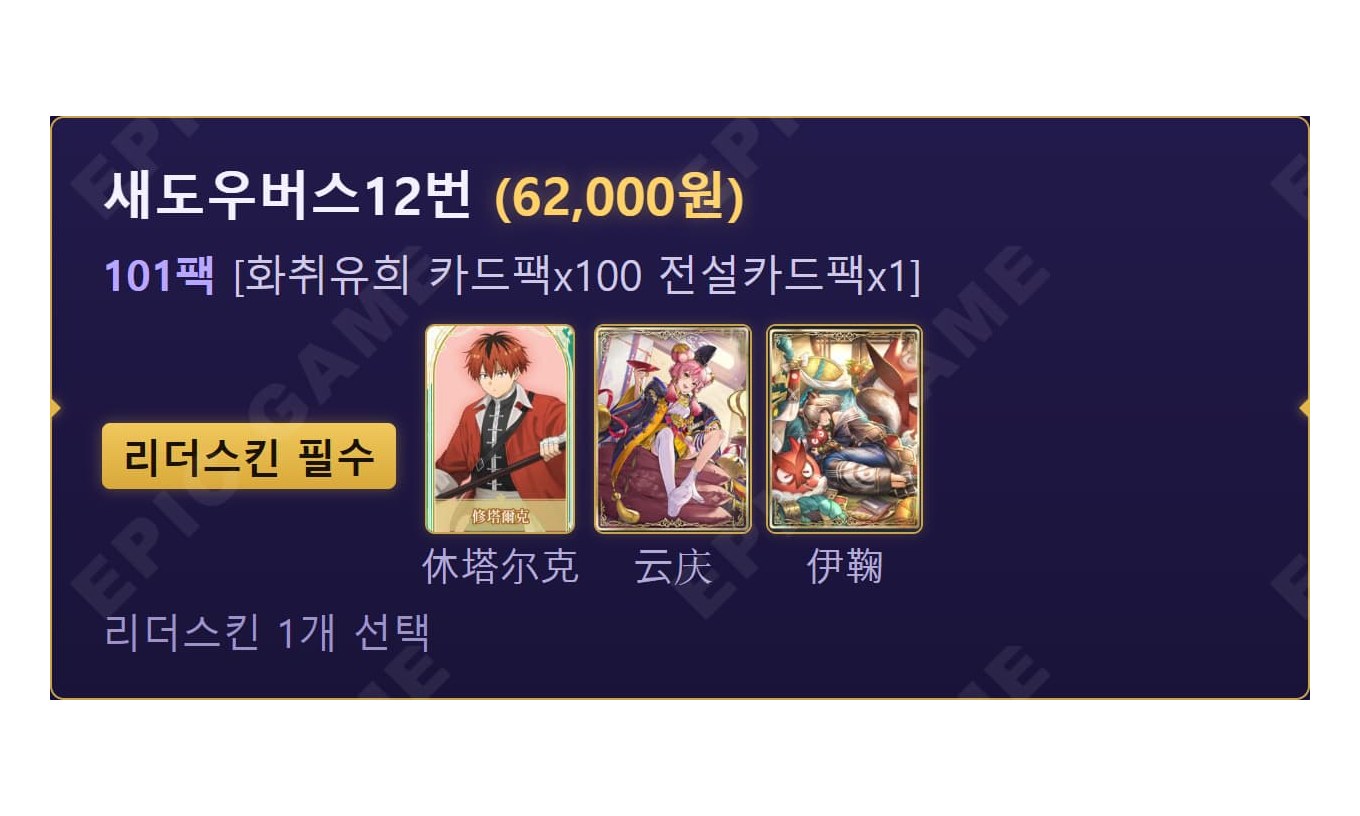 새도우버스12번 (62,000원)
101팩 [화취유희 카드팩x100 전설카드팩x1]
리더스킨 필수
修塔爾克
休塔尔克 云庆 伊鞠
리더스킨 1개 선택
EPIC GAME